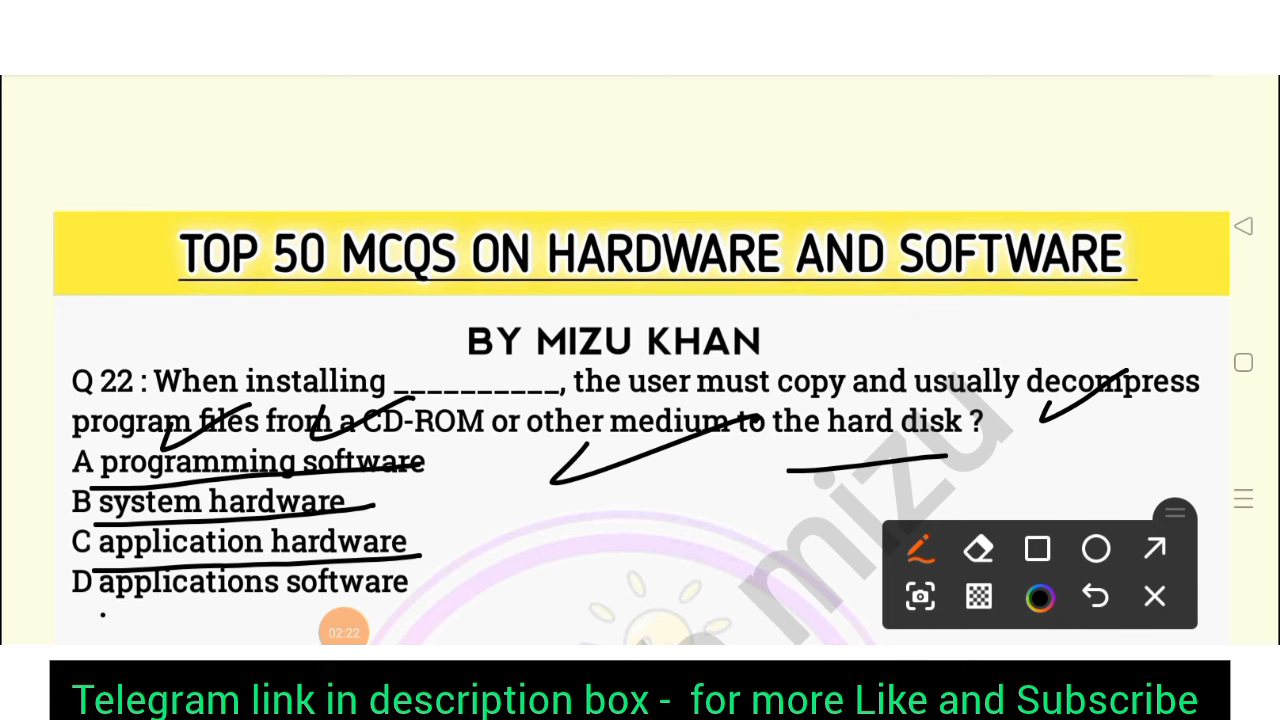 TOP 50 MCQS ON HARDWARE AND SOFTWARE
BY MIZU KHAN
Q 22 : When installing __________, the user must copy and usually decompress
program files from a CD-ROM or other medium to the hard disk ?
A programming software
B system hardware
C application hardware
D applications software
mizu
02:22
Telegram link in description box - for more Like and Subscribe